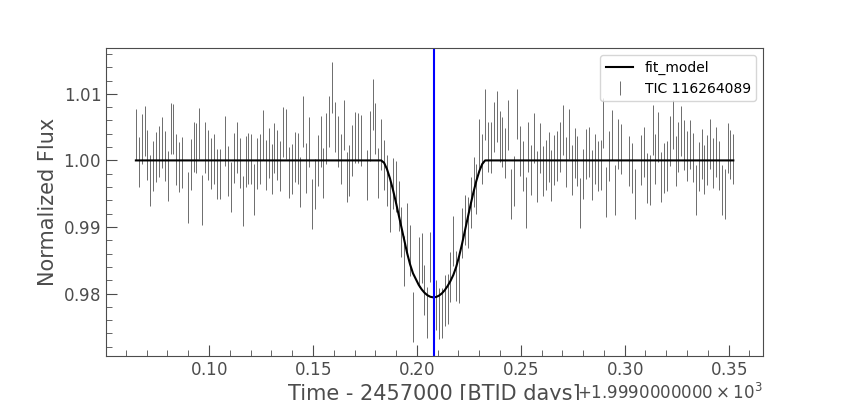 fit_model
TIC 116264089
1.01
1.00
0.99
0.98
Normalized Flux
0.10 0.15 0.20 0.25 0.30 0.35
Time - 2457000 [BTJD days]
+1.9990000000 × 10³